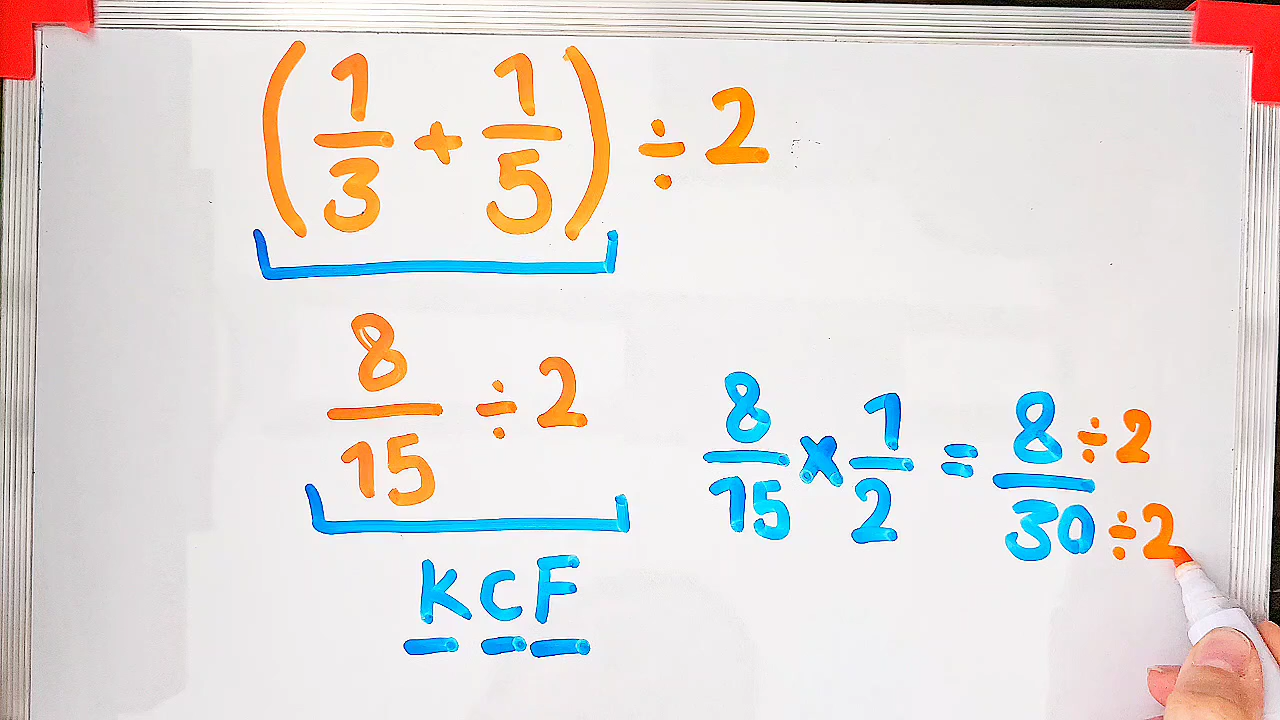 (1/3 + 1/5) ÷ 2
8/15 ÷ 2
8/15 × 1/2 = 8 ÷ 2/30 ÷ 2
KCF